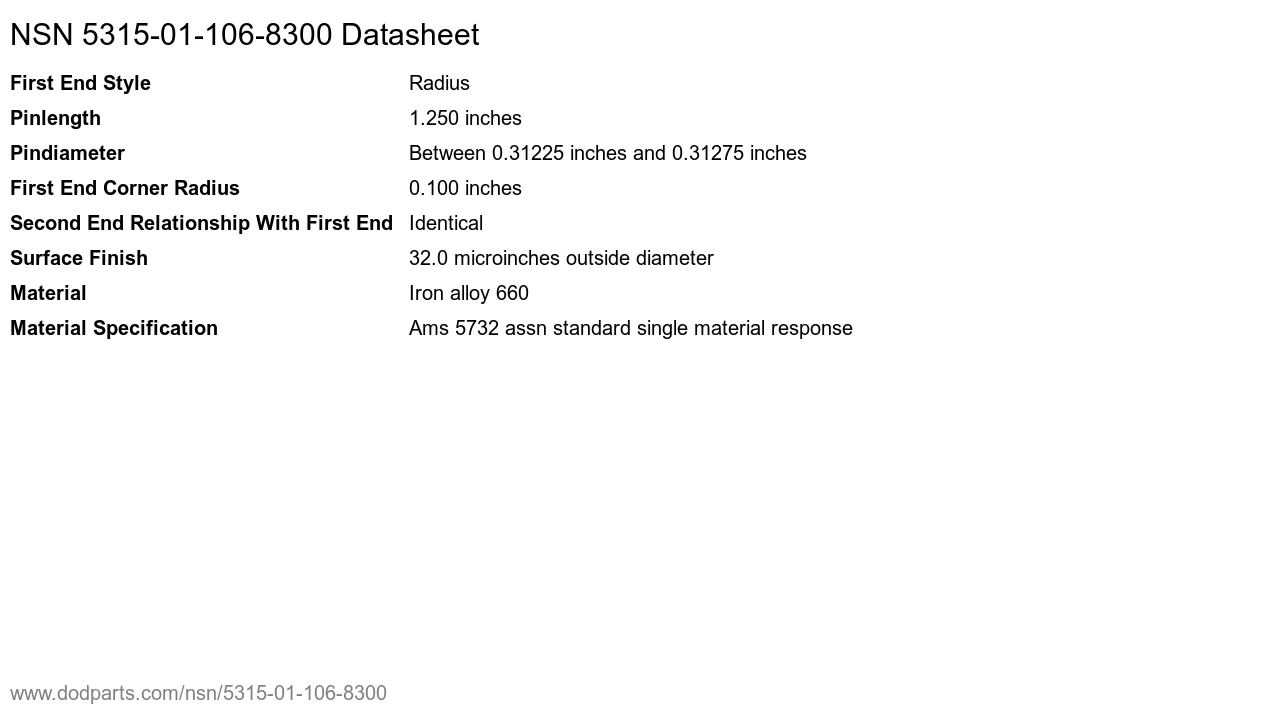 NSN 5315-01-106-8300 Datasheet
First End Style Radius
Pinlength 1.250 inches
Pindiameter Between 0.31225 inches and 0.31275 inches
First End Corner Radius 0.100 inches
Second End Relationship With First End Identical
Surface Finish 32.0 microinches outside diameter
Material Iron alloy 660
Material Specification Ams 5732 assn standard single material response
www.dodparts.com/nsn/5315-01-106-8300